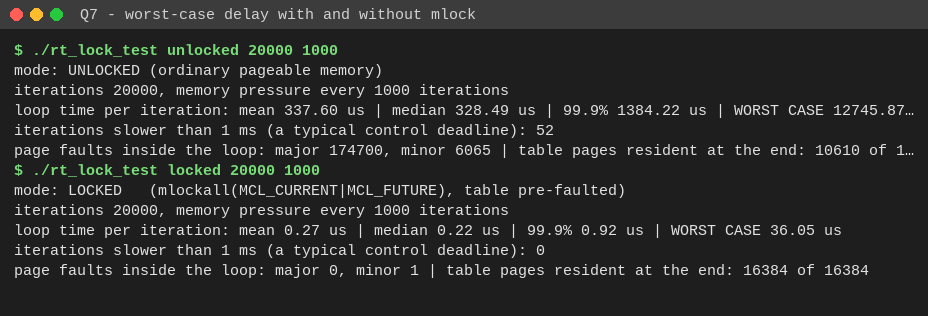 Q7 - worst-case delay with and without mlock
$ ./rt_lock_test unlocked 20000 1000
mode: UNLOCKED (ordinary pageable memory)
iterations 20000, memory pressure every 1000 iterations
loop time per iteration: mean 337.60 us | median 328.49 us | 99.9% 1384.22 us | WORST CASE 12745.87…
iterations slower than 1 ms (a typical control deadline): 52
page faults inside the loop: major 174700, minor 6065 | table pages resident at the end: 10610 of 1…
$ ./rt_lock_test locked 20000 1000
mode: LOCKED   (mlockall(MCL_CURRENT|MCL_FUTURE), table pre-faulted)
iterations 20000, memory pressure every 1000 iterations
loop time per iteration: mean 0.27 us | median 0.22 us | 99.9% 0.92 us | WORST CASE 36.05 us
iterations slower than 1 ms (a typical control deadline): 0
page faults inside the loop: major 0, minor 1 | table pages resident at the end: 16384 of 16384